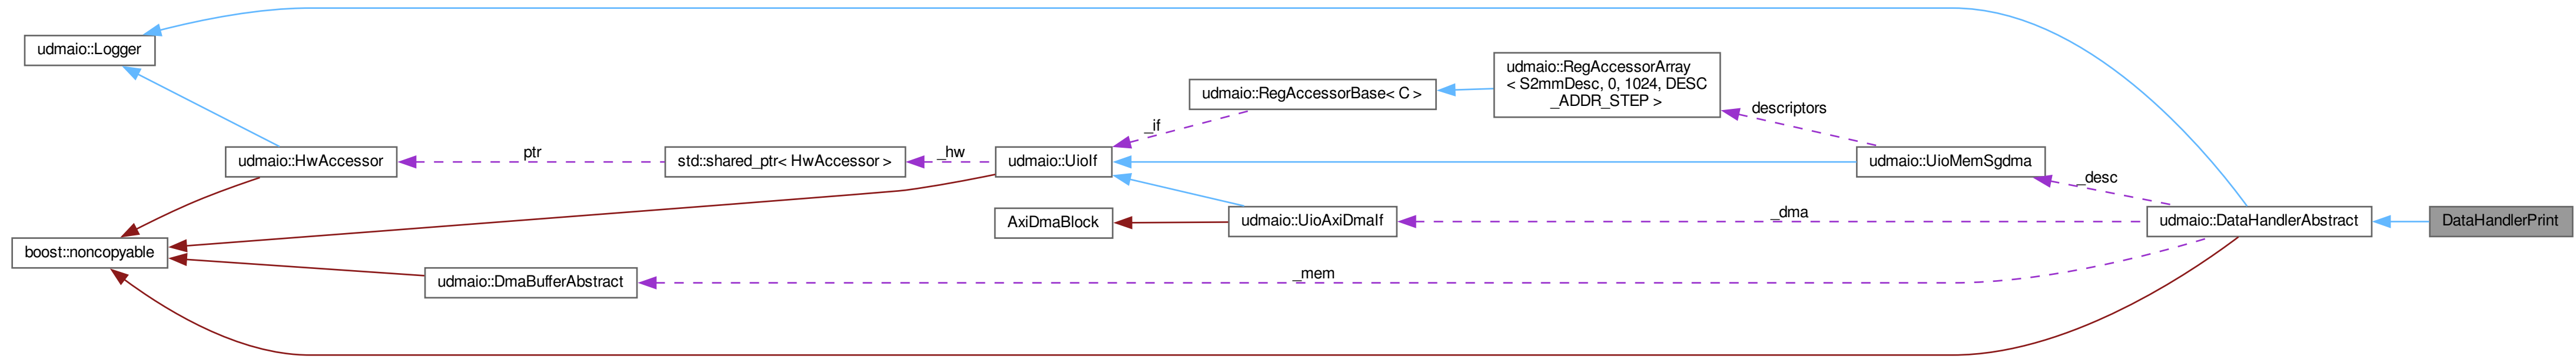 udmaio::Logger
udmaio::RegAccessorArray
< S2mmDesc, 0, 1024, DESC
_ADDR_STEP >
udmaio::RegAccessorBase< C >
descriptors
_if
udmaio::HwAccessor
ptr
std::shared_ptr< HwAccessor >
_hw
udmaio::UioIf
udmaio::UioMemSgdma
_desc
AxiDmaBlock
udmaio::UioAxiDmaIf
_dma
udmaio::DataHandlerAbstract
DataHandlerPrint
boost::noncopyable
udmaio::DmaBufferAbstract
_mem